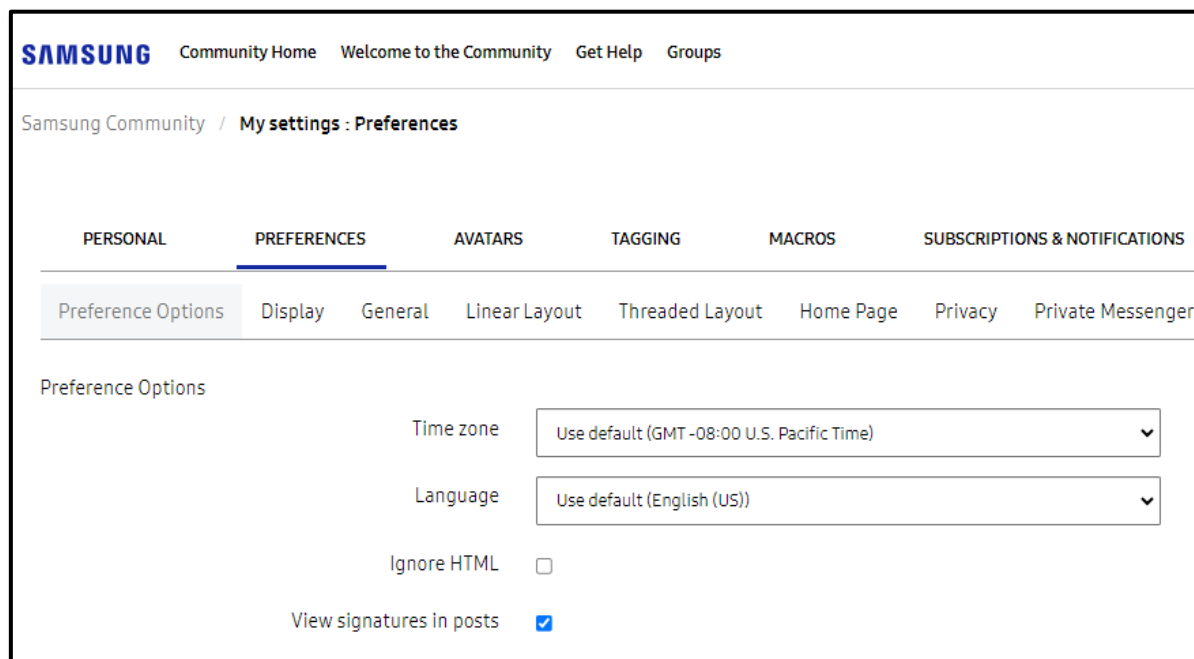 SAMSUNG Community Home Welcome to the Community Get Help Groups
Samsung Community / My settings : Preferences
PERSONAL PREFERENCES AVATARS TAGGING MACROS SUBSCRIPTIONS & NOTIFICATIONS
Preference Options Display General Linear Layout Threaded Layout Home Page Privacy Private Messenger
Preference Options
Time zone Use default (GMT -08:00 U.S. Pacific Time)
Language Use default (English (US))
Ignore HTML
View signatures in posts